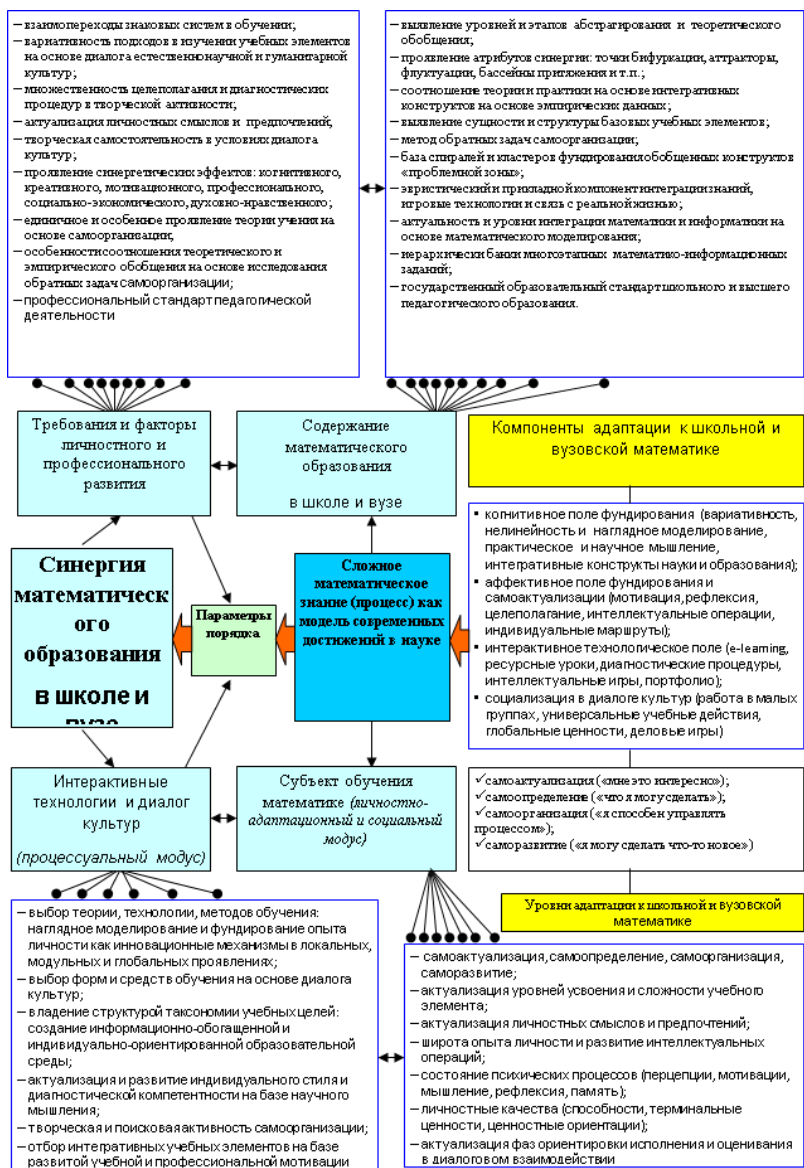 – взаимопереходы знаковых систем в обучении;
– вариативность подходов в изучении учебных элементов
на основе диалога естественнонаучной и гуманитарной
культур;
– множественность целеполагания и диагностических
процедур в творческой активности;
– актуализация личностных смыслов и предпочтений;
– творческая самостоятельность в условиях диалога
культур;
– проявление синергетических эффектов: когнитивного,
креативного, мотивационного, профессионального,
социально-экономического, духовно-нравственного;
– единичное и особенное проявление теории учения на
основе самоорганизации;
– особенности соотношения теоретического и
эмпирического обобщения на основе исследования
обратных задач самоорганизации;
– профессиональный стандарт педагогической
деятельности
– выявление уровней и этапов абстрагирования и теоретического
обобщения;
– проявление атрибутов синергии: точки бифуркации, аттракторы,
флуктуации, бассейны притяжения и т.п.;
– соотношение теории и практики на основе интегративных
конструктов на основе эмпирических данных;
– выявление сущности и структуры базовых учебных элементов;
– метод обратных задач самоорганизации;
– база спиралей и кластеров фундирования обобщенных конструктов
«проблемной зоны»;
– эвристический и прикладной компонент интеграции знаний,
игровые технологии и связь с реальной жизнью;
– актуальность и уровни интеграции математики и информатики на
основе математического моделирования;
– иерархически банки многоэтапных математико-информационных
заданий;
– государственный образовательный стандарт школьного и высшего
педагогического образования.
Требования и факторы
личностного и
профессионального
развития
Содержание
математического
образования
в школе и вузе
Компоненты адаптации к школьной и
вузовской математике
▪ когнитивное поле фундирования (вариативность,
нелинейность и наглядное моделирование,
практическое и научное мышление,
интегративные конструкты науки и образования);
▪ аффективное поле фундирования и
самоактуализации (мотивация, рефлексия,
целеполагание, интеллектуальные операции,
индивидуальные маршруты);
▪ интерактивное технологическое поле (e-learning,
ресурсные уроки, диагностические процедуры,
интеллектуальные игры, портфолио);
▪ социализация в диалоге культур (работа в малых
группах, универсальные учебные действия,
глобальные ценности, деловые игры)
Синергия
математическ
ого
образования
в школе и
вузе
Параметры
порядка
Сложное
математическое
знание (процесс) как
модель современных
достижений в науке
Интерактивные
технологии и диалог
культур
(процессуальный модус)
Субъект обучения
математике (личностно-
адаптационный и социальный
модус)
✓самоактуализация («мне это интересно»);
✓самоопределение («что я могу сделать»);
✓самоорганизация («я способен управлять
процессом»);
✓саморазвитие («я могу сделать что-то новое»)
Уровни адаптации к школьной и вузовской
математике
– выбор теории, технологии, методов обучения:
наглядное моделирование и фундирование опыта
личности как инновационные механизмы в локальных,
модульных и глобальных проявлениях;
– выбор форм и средств обучения на основе диалога
культур;
– владение структурой таксономии учебных целей:
создание информационно-обогащенной и
индивидуально-ориентированной образовательной
среды;
– актуализация и развитие индивидуального стиля и
диагностической компетентности на базе научного
мышления;
– творческая и поисковая активность самоорганизации;
– отбор интегративных учебных элементов на базе
развитой учебной и профессиональной мотивации
– самоактуализация, самоопределение, самоорганизация,
саморазвитие;
– актуализация уровней усвоения и сложности учебного
элемента;
– актуализация личностных смыслов и предпочтений;
– широта опыта личности и развитие интеллектуальных
операций;
– состояние психических процессов (перцепции, мотивации,
мышление, рефлексия, память);
– личностные качества (способности, терминальные
ценности, ценностные ориентации);
– актуализация фаз ориентировки исполнения и оценивания
в диалоговом взаимодействии